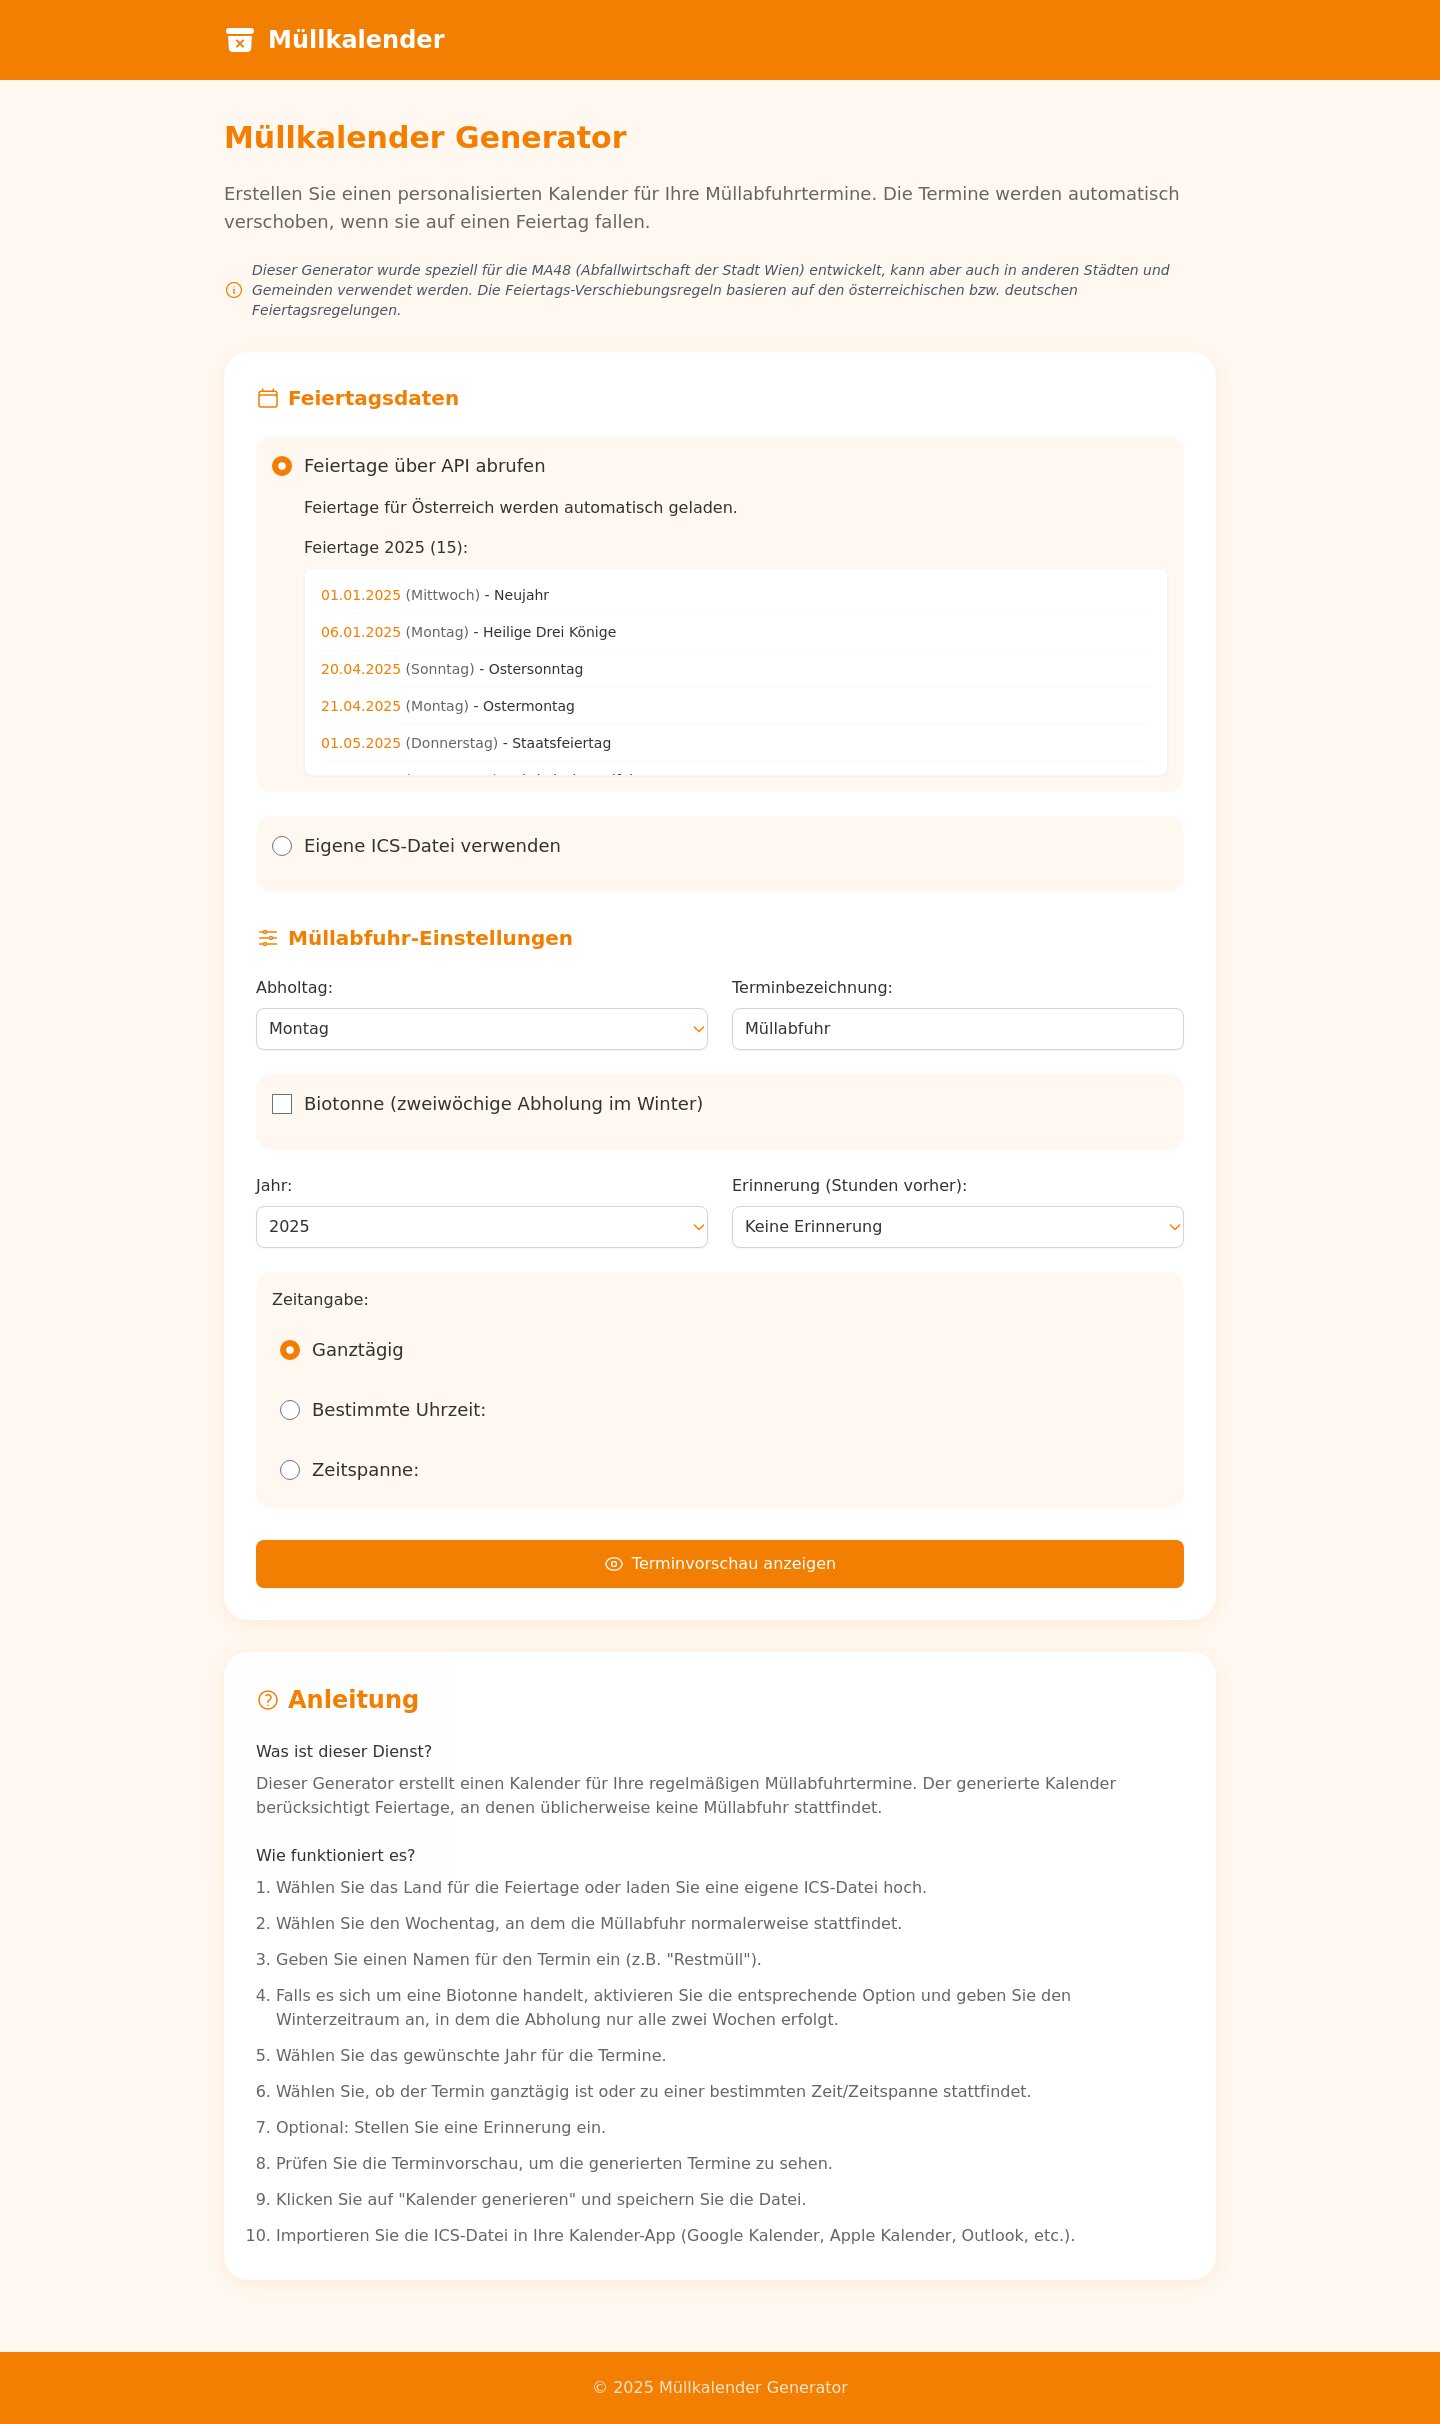 Müllkalender
Müllkalender Generator
Erstellen Sie einen personalisierten Kalender für Ihre Müllabfuhrtermine. Die Termine werden automatisch
verschoben, wenn sie auf einen Feiertag fallen.
Dieser Generator wurde speziell für die MA48 (Abfallwirtschaft der Stadt Wien) entwickelt, kann aber auch in anderen Städten und
Gemeinden verwendet werden. Die Feiertags-Verschiebungsregeln basieren auf den österreichischen bzw. deutschen
Feiertagsregelungen.
Feiertagsdaten
Feiertage über API abrufen
Feiertage für Österreich werden automatisch geladen.
Feiertage 2025 (15):
01.01.2025 (Mittwoch) - Neujahr
06.01.2025 (Montag) - Heilige Drei Könige
20.04.2025 (Sonntag) - Ostersonntag
21.04.2025 (Montag) - Ostermontag
01.05.2025 (Donnerstag) - Staatsfeiertag
Eigene ICS-Datei verwenden
Müllabfuhr-Einstellungen
Abholtag:
Terminbezeichnung:
Montag
Müllabfuhr
Biotonne (zweiwöchige Abholung im Winter)
Jahr:
Erinnerung (Stunden vorher):
2025
Keine Erinnerung
Zeitangabe:
Ganztägig
Bestimmte Uhrzeit:
Zeitspanne:
Terminvorschau anzeigen
Anleitung
Was ist dieser Dienst?
Dieser Generator erstellt einen Kalender für Ihre regelmäßigen Müllabfuhrtermine. Der generierte Kalender
berücksichtigt Feiertage, an denen üblicherweise keine Müllabfuhr stattfindet.
Wie funktioniert es?
1. Wählen Sie das Land für die Feiertage oder laden Sie eine eigene ICS-Datei hoch.
2. Wählen Sie den Wochentag, an dem die Müllabfuhr normalerweise stattfindet.
3. Geben Sie einen Namen für den Termin ein (z.B. "Restmüll").
4. Falls es sich um eine Biotonne handelt, aktivieren Sie die entsprechende Option und geben Sie den
Winterzeitraum an, in dem die Abholung nur alle zwei Wochen erfolgt.
5. Wählen Sie das gewünschte Jahr für die Termine.
6. Wählen Sie, ob der Termin ganztägig ist oder zu einer bestimmten Zeit/Zeitspanne stattfindet.
7. Optional: Stellen Sie eine Erinnerung ein.
8. Prüfen Sie die Terminvorschau, um die generierten Termine zu sehen.
9. Klicken Sie auf "Kalender generieren" und speichern Sie die Datei.
10. Importieren Sie die ICS-Datei in Ihre Kalender-App (Google Kalender, Apple Kalender, Outlook, etc.).
© 2025 Müllkalender Generator